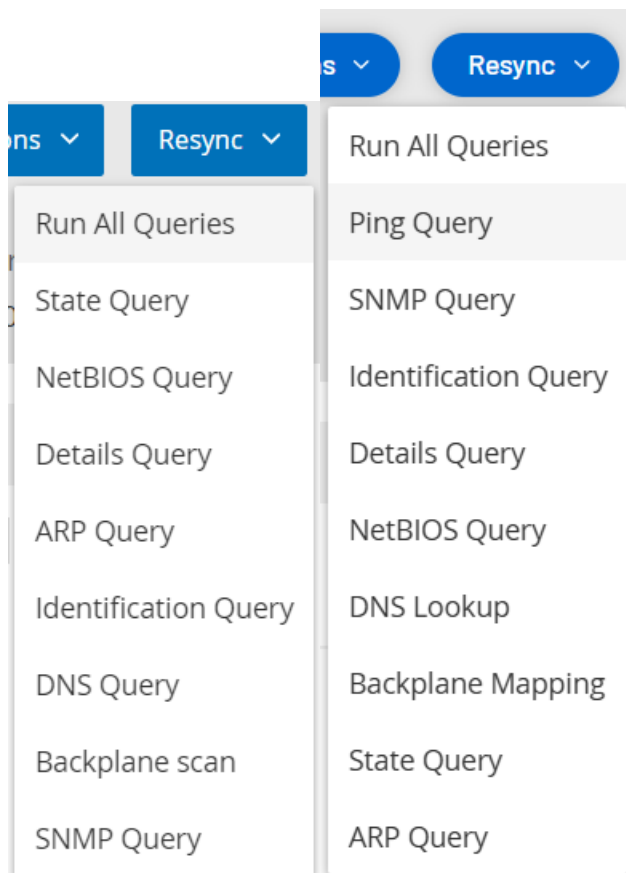 ons
Resync
Run All Queries
State Query
NetBIOS Query
Details Query
ARP Query
Identification Query
DNS Query
Backplane scan
SNMP Query
s
Resync
Run All Queries
Ping Query
SNMP Query
Identification Query
Details Query
NetBIOS Query
DNS Lookup
Backplane Mapping
State Query
ARP Query